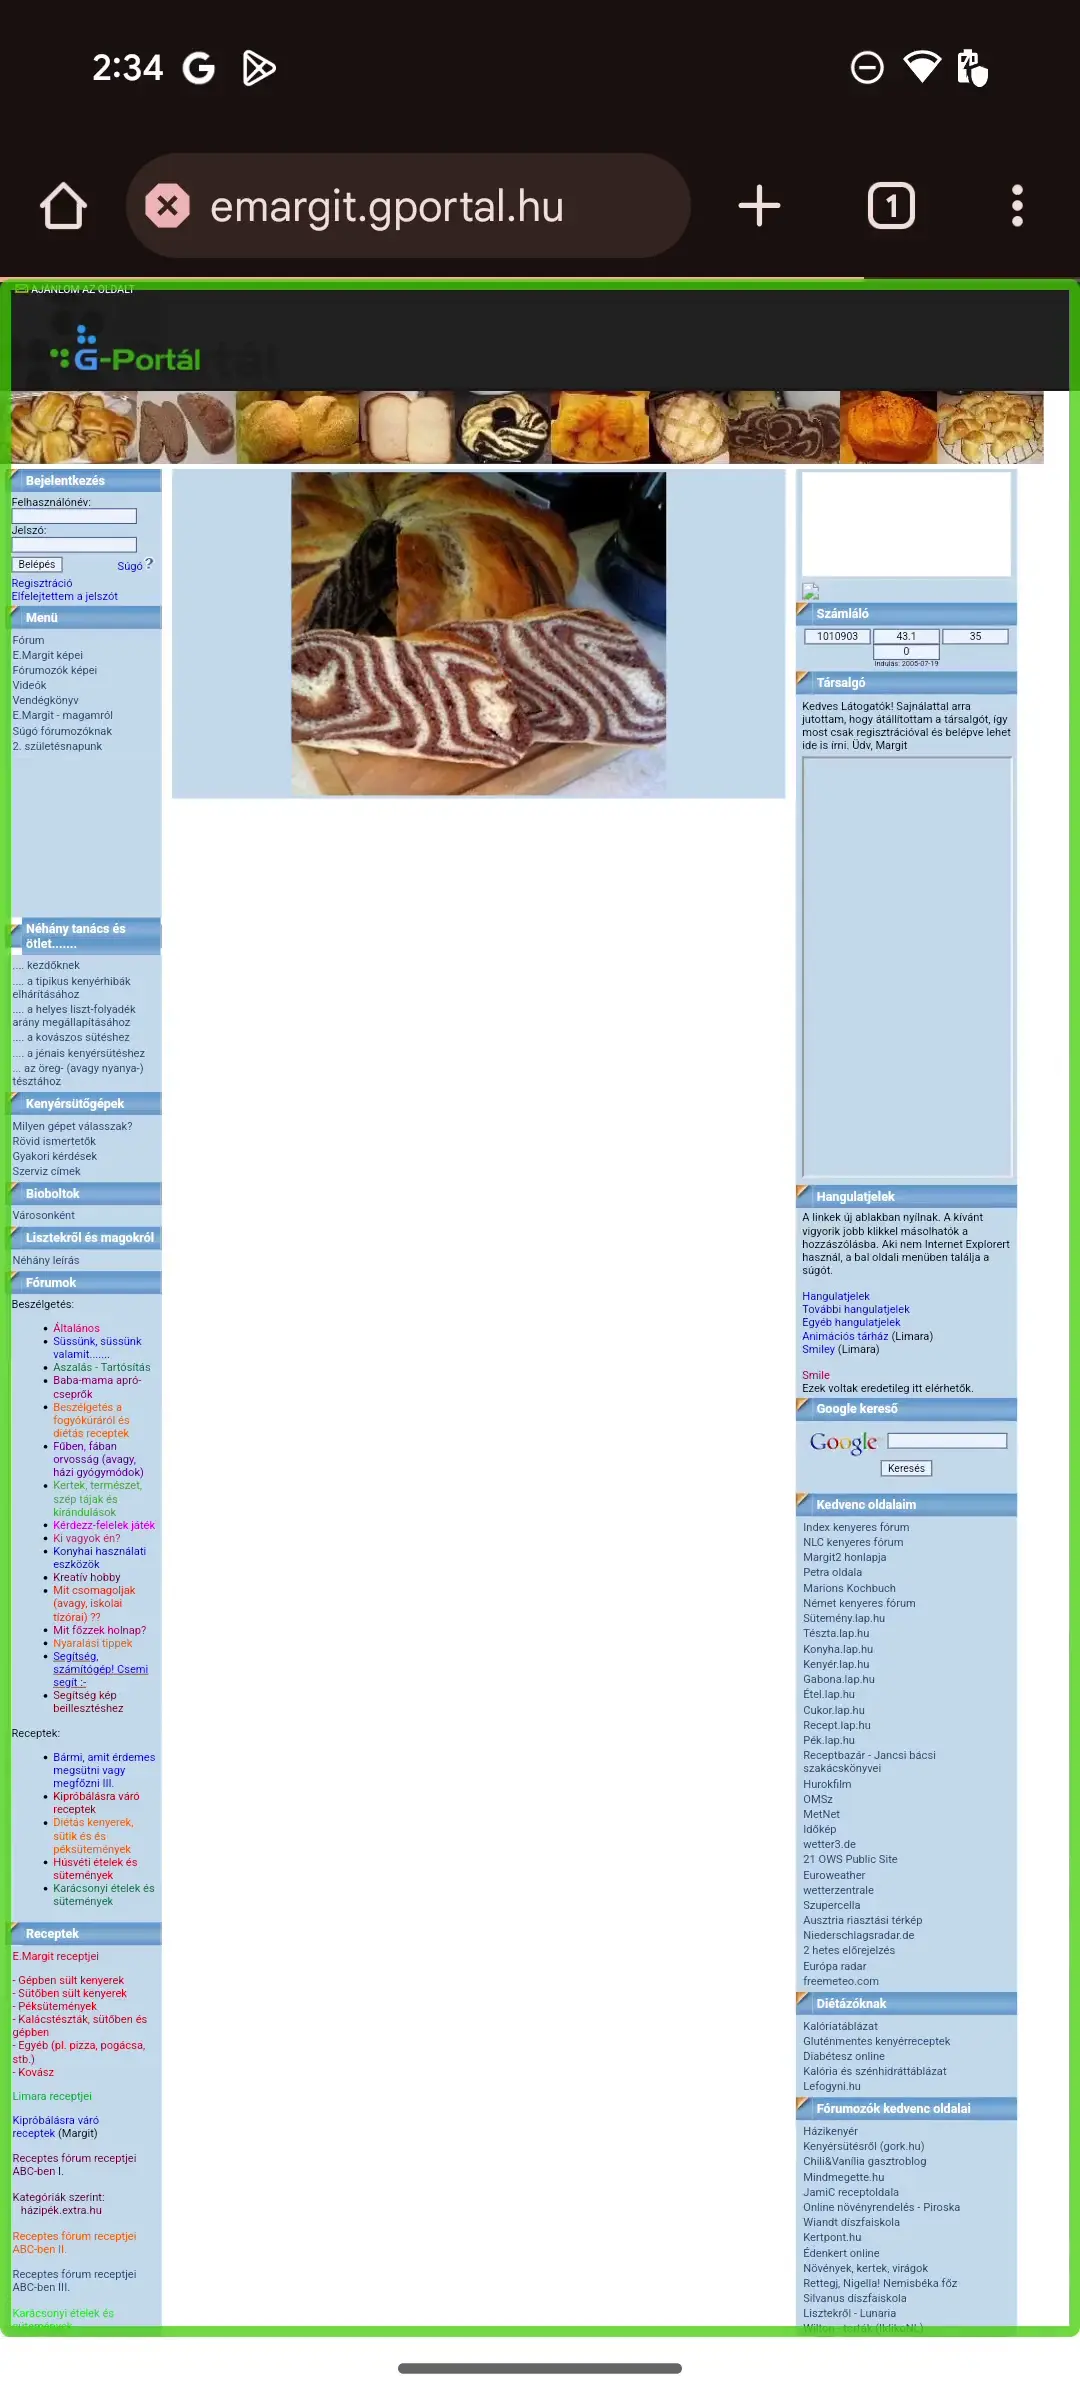 2:34
emargit.gportal.hu
1
AJÁNLOM AZ OLDALT
G-Portál
Bejelentkezés
Felhasználónév:
Jelszó:
Belépés
Súgó ?
Regisztráció
Elfelejtettem a jelszót
Menü
Fórum
E.Margit képei
Fórumozók képei
Videók
Vendégkönyv
E.Margit - magamról
Súgó fórumozóknak
2. születésnapunk
Néhány tanács és
ötlet.......
.... kezdőknek
.... a tipikus kenyérhibák
elhárításához
.... a helyes liszt-folyadék
arány megállapításához
.... a kovászos sütéshez
.... a jénais kenyérsütéshez
... az öreg- (avagy nyanya-)
tésztához
Kenyérsütőgépek
Milyen gépet válasszak?
Rövid ismertetők
Gyakori kérdések
Szerviz címek
Bioboltok
Városonként
Lisztekről és magokról
Néhány leírás
Fórumok
Beszélgetés:
Általános
Süssünk, süssünk
valamit.......
Aszalás - Tartósítás
Baba-mama apró-
cseprők
Beszélgetés a
fogyókúráról és
diétás receptek
Fűben, fában
orvosság (avagy,
házi gyógymódok)
Kertek, természet,
szép tájak és
kirándulások
Kérdezz-felelek játék
Ki vagyok én?
Konyhai használati
eszközök
Kreatív hobby
Mit csomagoljak
(avagy, iskolai
tízórai) ??
Mit főzzek holnap?
Nyaralási tippek
Segítség,
számítógép! Csemi
segít :-
Segítség kép
beillesztéshez
Receptek:
Bármi, amit érdemes
megsütni vagy
megfőzni III.
Kipróbálásra váró
receptek
Diétás kenyerek,
sütik és és
péksütemények
Húsvéti ételek és
sütemények
Karácsonyi ételek és
sütemények
Receptek
E.Margit receptjei
- Gépben sült kenyerek
- Sütőben sült kenyerek
- Péksütemények
- Kalácstészták, sütőben és
gépben
- Egyéb (pl. pizza, pogácsa,
stb.)
- Kovász
Limara receptjei
Kipróbálásra váró
receptek (Margit)
Receptes fórum receptjei
ABC-ben I.
Kategóriák szerint:
házipék.extra.hu
Receptes fórum receptjei
ABC-ben II.
Receptes fórum receptjei
ABC-ben III.
Karácsonyi ételek és
sütemények
Számláló
1010903 43.1 35
0
Indulás: 2005-07-19
Társalgó
Kedves Látogatók! Sajnálattal arra
jutottam, hogy átállítottam a társalgót, így
most csak regisztrációval és belépve lehet
ide is írni. Üdv, Margit
Hangulatjelek
A linkek új ablakban nyílnak. A kívánt
vigyorik jobb klikkel másolhatók a
hozzászólásba. Aki nem Internet Explorert
használ, a bal oldali menüben találja a
súgót.
Hangulatjelek
További hangulatjelek
Egyéb hangulatjelek
Animációs tárház (Limara)
Smiley (Limara)
Smile
Ezek voltak eredetileg itt elérhetők.
Google kereső
Google
Keresés
Kedvenc oldalaim
Index kenyeres fórum
NLC kenyeres fórum
Margit2 honlapja
Petra oldala
Marions Kochbuch
Német kenyeres fórum
Sütemény.lap.hu
Tészta.lap.hu
Konyha.lap.hu
Kenyér.lap.hu
Gabona.lap.hu
Étel.lap.hu
Cukor.lap.hu
Recept.lap.hu
Pék.lap.hu
Receptbazár - Jancsi bácsi
szakácskönyvei
Hurokfilm
OMSz
MetNet
Időkép
wetter3.de
21 OWS Public Site
Euroweather
wetterzentrale
Szupercella
Ausztria riasztási térkép
Niederschlagsradar.de
2 hetes előrejelzés
Európa radar
freemeteo.com
Diétázóknak
Kalóriatáblázat
Gluténmentes kenyérreceptek
Diabétesz online
Kalória és szénhidráttáblázat
Lefogyni.hu
Fórumozók kedvenc oldalai
Házikenyér
Kenyérsütésről (gork.hu)
Chili&Vanília gasztroblog
Mindmegette.hu
JamiC receptoldala
Online növényrendelés - Piroska
Wiandt díszfaiskola
Kertpont.hu
Édenkert online
Növények, kertek, virágok
Rettegj, Nigella! Nemisbéka főz
Silvanus díszfaiskola
Lisztekről - Lunaria